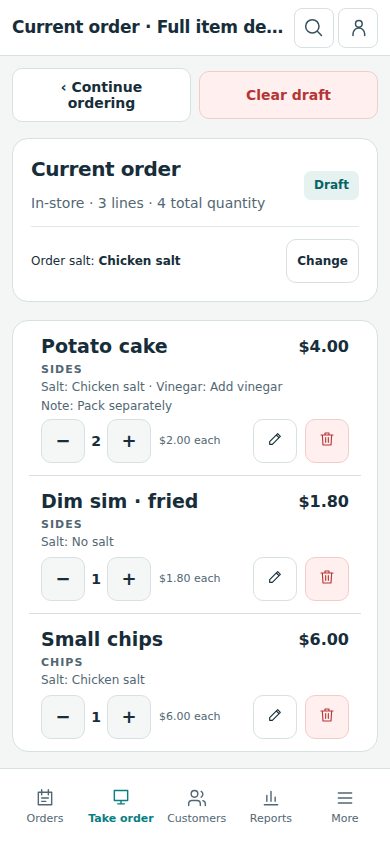 Current order · Full item de...
‹ Continue
ordering
Clear draft
Current order
Draft
In-store · 3 lines · 4 total quantity
Order salt: Chicken salt
Change
Potato cake
$4.00
SIDES
Salt: Chicken salt · Vinegar: Add vinegar
Note: Pack separately
− 2 + $2.00 each
Dim sim · fried
$1.80
SIDES
Salt: No salt
− 1 + $1.80 each
Small chips
$6.00
CHIPS
Salt: Chicken salt
− 1 + $6.00 each
Orders
Take order
Customers
Reports
More